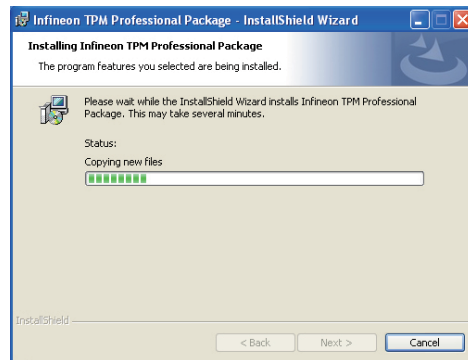 Infineon TPM Professional Package - InstallShield Wizard
Installing Infineon TPM Professional Package
The program features you selected are being installed.
Please wait while the InstallShield Wizard installs Infineon TPM Professional
Package. This may take several minutes.
Status:
Copying new files
InstallShield
< Back Next > Cancel